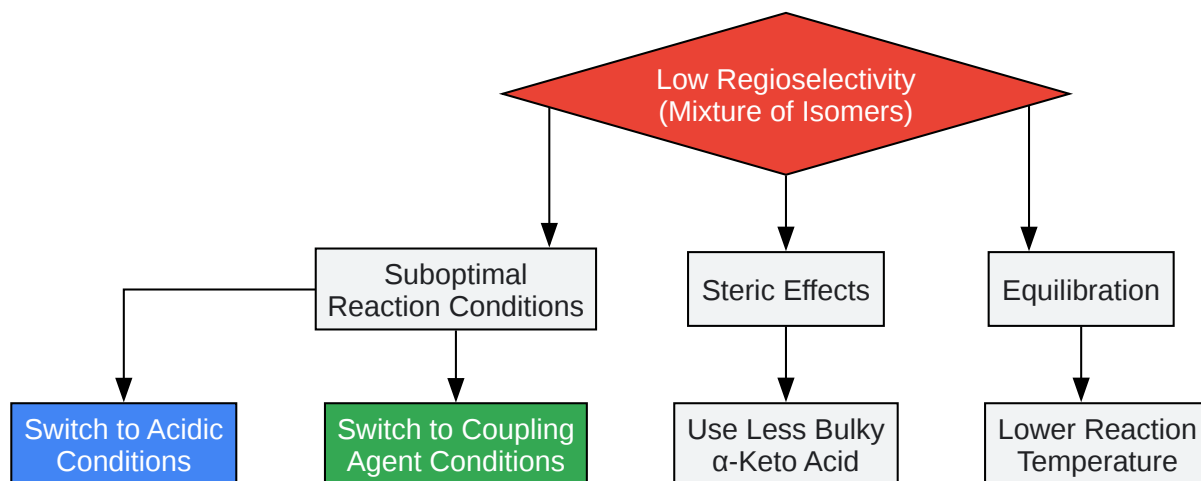 Low Regioselectivity
(Mixture of Isomers)
Suboptimal
Reaction Conditions
Steric Effects
Equilibration
Switch to Acidic
Conditions
Switch to Coupling
Agent Conditions
Use Less Bulky
α-Keto Acid
Lower Reaction
Temperature